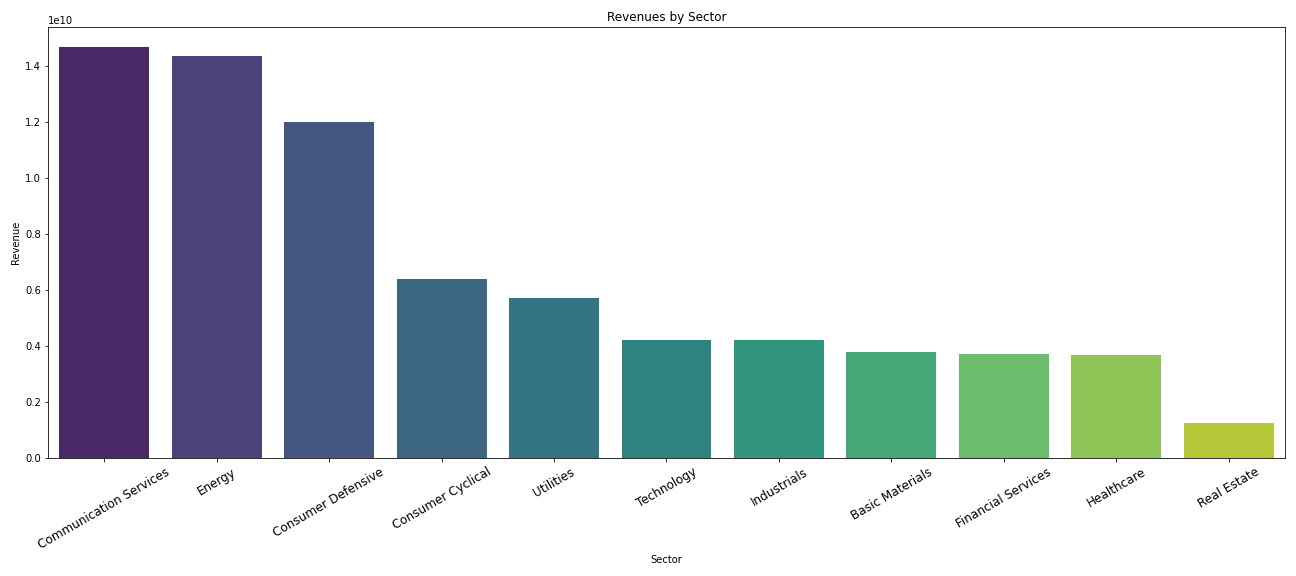 Revenues by Sector
1e10
1.4
1.2
1.0
0.8
0.6
0.4
0.2
0.0
Revenue
Communication Services
Energy
Consumer Defensive
Consumer Cyclical
Utilities
Technology
Industrials
Basic Materials
Financial Services
Healthcare
Real Estate
Sector